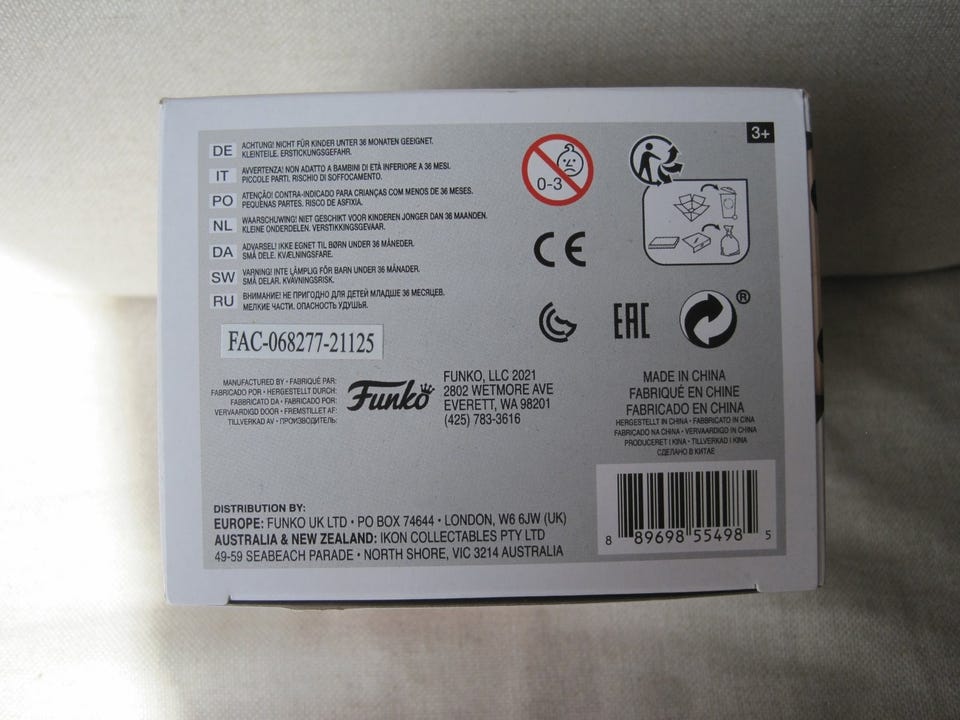 3+
DE ACHTUNG! NICHT FÜR KINDER UNTER 36 MONATEN GEEIGNET.
KLEINTEILE. ERSTICKUNGSGEFAHR.
IT AVVERTENZA! NON ADATTO A BAMBINI DI ETÀ INFERIORE A 36 MESI.
PICCOLE PARTI. RISCHIO DI SOFFOCAMENTO.
PO ATENÇÃO! CONTRA-INDICADO PARA CRIANÇAS COM MENOS DE 36 MESES.
PEQUENAS PARTES. RISCO DE ASFIXIA.
NL WAARSCHUWING! NIET GESCHIKT VOOR KINDEREN JONGER DAN 36 MAANDEN.
KLEINE ONDERDELEN. VERSTIKKINGSGEVAAR.
DA ADVARSEL! IKKE EGNET TIL BØRN UNDER 36 MÅNEDER.
SMÅ DELE. KVÆLNINGSFARE.
SW VARNING! INTE LÄMPLIG FÖR BARN UNDER 36 MÅNADER.
SMÅ DELAR. KVÄVNINGSRISK.
RU ВНИМАНИЕ! НЕ ПРИГОДНО ДЛЯ ДЕТЕЙ МЛАДШЕ 36 МЕСЯЦЕВ.
МЕЛКИЕ ЧАСТИ. ОПАСНОСТЬ УДУШЬЯ.
0-3
CE
EAC
®
FAC-068277-21125
MANUFACTURED BY • FABRIQUÉ PAR:
FABRICADO POR • HERGESTELLT DURCH:
FABBRICATO DA • FABRICADO POR:
VERVAARDIGD DOOR • FREMSTILLET AF:
TILLVERKAD AV • ПРОИЗВОДИТЕЛЬ:
Funko
FUNKO, LLC 2021
2802 WETMORE AVE
EVERETT, WA 98201
(425) 783-3616
MADE IN CHINA
FABRIQUÉ EN CHINE
FABRICADO EN CHINA
HERGESTELLT IN CHINA • FABBRICATO IN CINA
FABRICADO NA CHINA • VERVAARDIGD IN CHINA
PRODUCERET I KINA • TILLVERKAD I KINA
СДЕЛАНО В КИТАЕ
DISTRIBUTION BY:
EUROPE: FUNKO UK LTD • PO BOX 74644 • LONDON, W6 6JW (UK)
AUSTRALIA & NEW ZEALAND: IKON COLLECTABLES PTY LTD
49-59 SEABEACH PARADE • NORTH SHORE, VIC 3214 AUSTRALIA
8 89698 55498 5